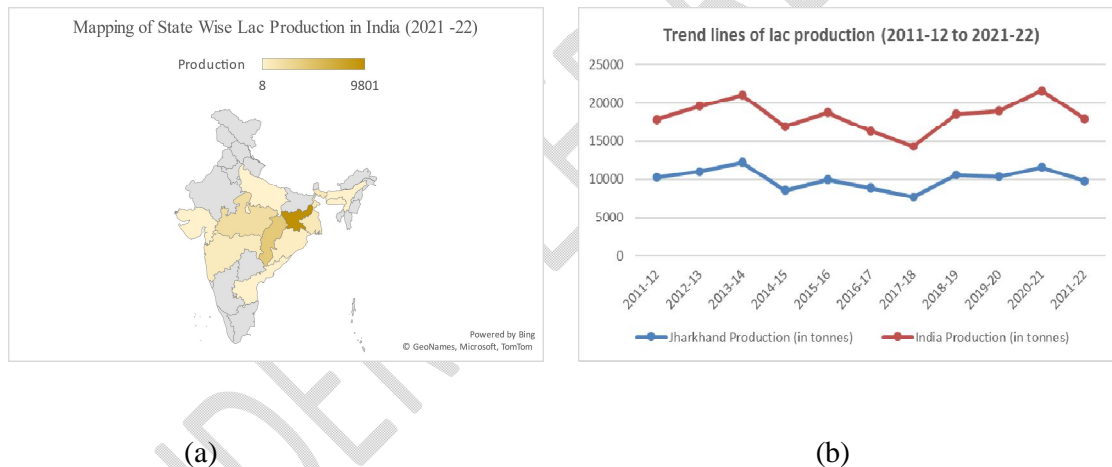 Mapping of State Wise Lac Production in India (2021 -22)
Production
8 9801
Powered by Bing
© GeoNames, Microsoft, TomTom
(a)
Trend lines of lac production (2011-12 to 2021-22)
25000
20000
15000
10000
5000
0
2011-12 2012-13 2013-14 2014-15 2015-16 2016-17 2017-18 2018-19 2019-20 2020-21 2021-22
Jharkhand Production (in tonnes) India Production (in tonnes)
(b)